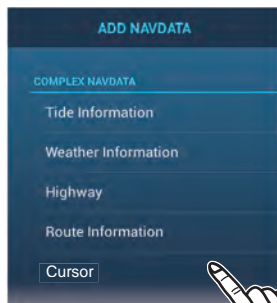 ADD NAVDATA
COMPLEX NAVDATA
Tide Information
Weather Information
Highway
Route Information
Cursor